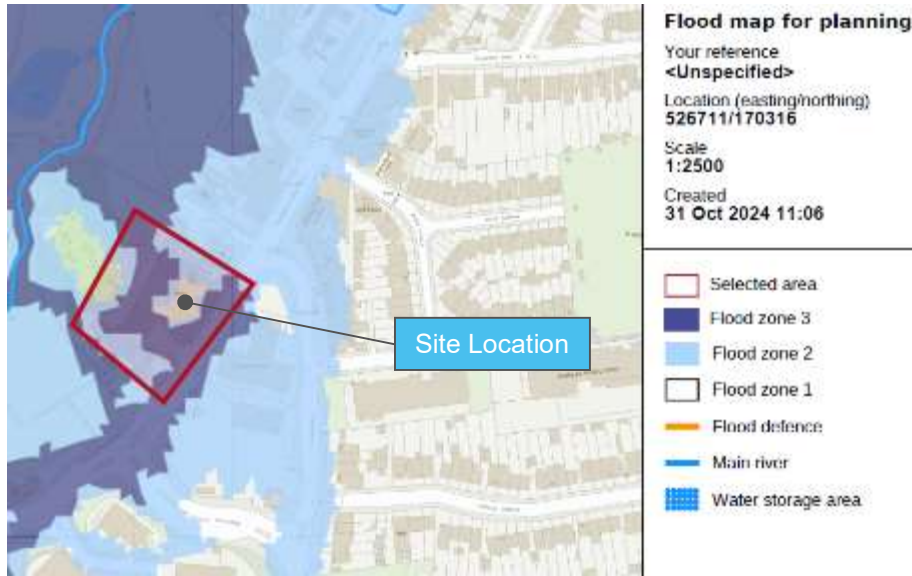 Flood map for planning
Your reference
<Unspecified>
Location (easting/northing)
526711/170316
Scale
1:2500
Created
31 Oct 2024 11:06
Selected area
Flood zone 3
Flood zone 2
Flood zone 1
Flood defence
Main river
Water storage area
Site Location